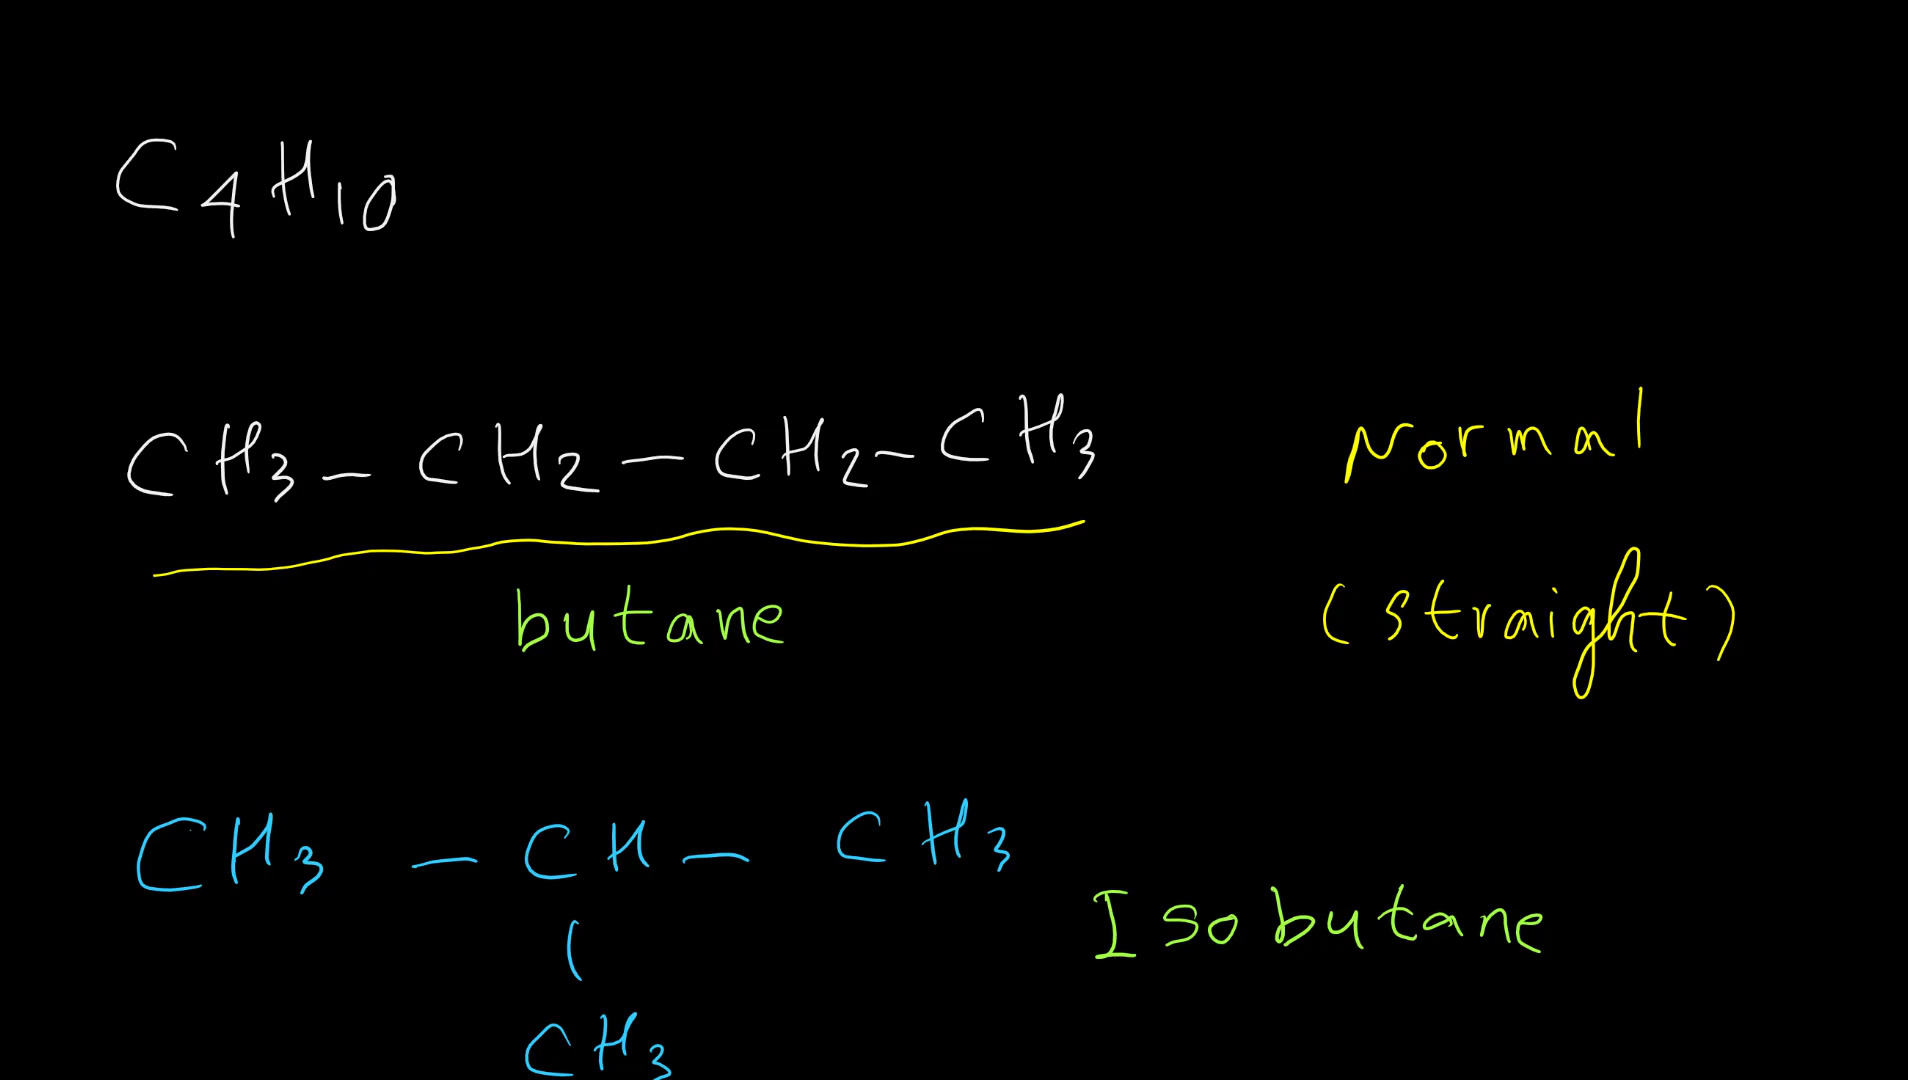 C4H10
CH3 - CH2 - CH2 - CH3
Normal
(straight)
butane
CH3 - CH - CH3
|
Isobutane
CH3